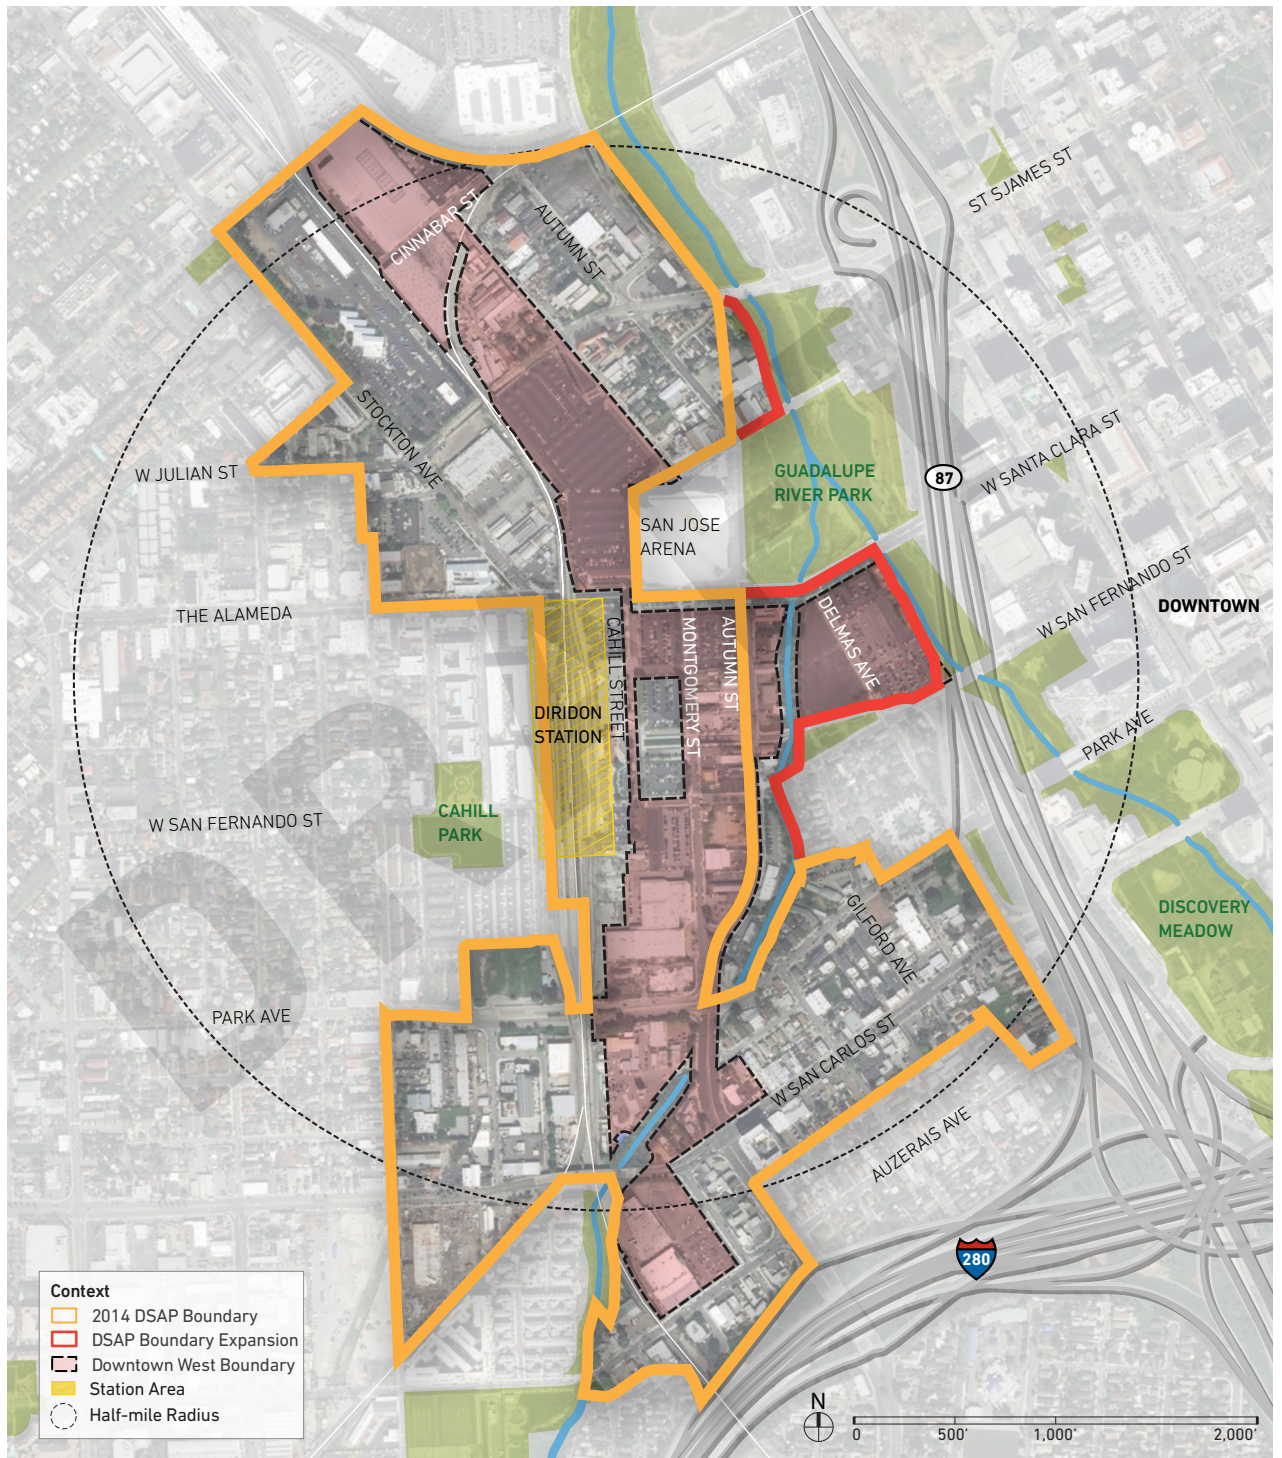 ST SJAMES ST
CINNABAR ST
AUTUMN ST
STOCKTON AVE
W JULIAN ST
GUADALUPE
RIVER PARK
87
W SANTA CLARA ST
SAN JOSE
ARENA
W SAN FERNANDO ST
DOWNTOWN
THE ALAMEDA
CAHILL STREET
MONTGOMERY ST
AUTUMN ST
DELMAS AVE
DIRIDON
STATION
PARK AVE
CAHILL
PARK
W SAN FERNANDO ST
GILFORD AVE
DISCOVERY
MEADOW
PARK AVE
W SAN CARLOS ST
AUZERAIS AVE
280
Context
2014 DSAP Boundary
DSAP Boundary Expansion
Downtown West Boundary
Station Area
Half-mile Radius
N
0 500' 1,000' 2,000'